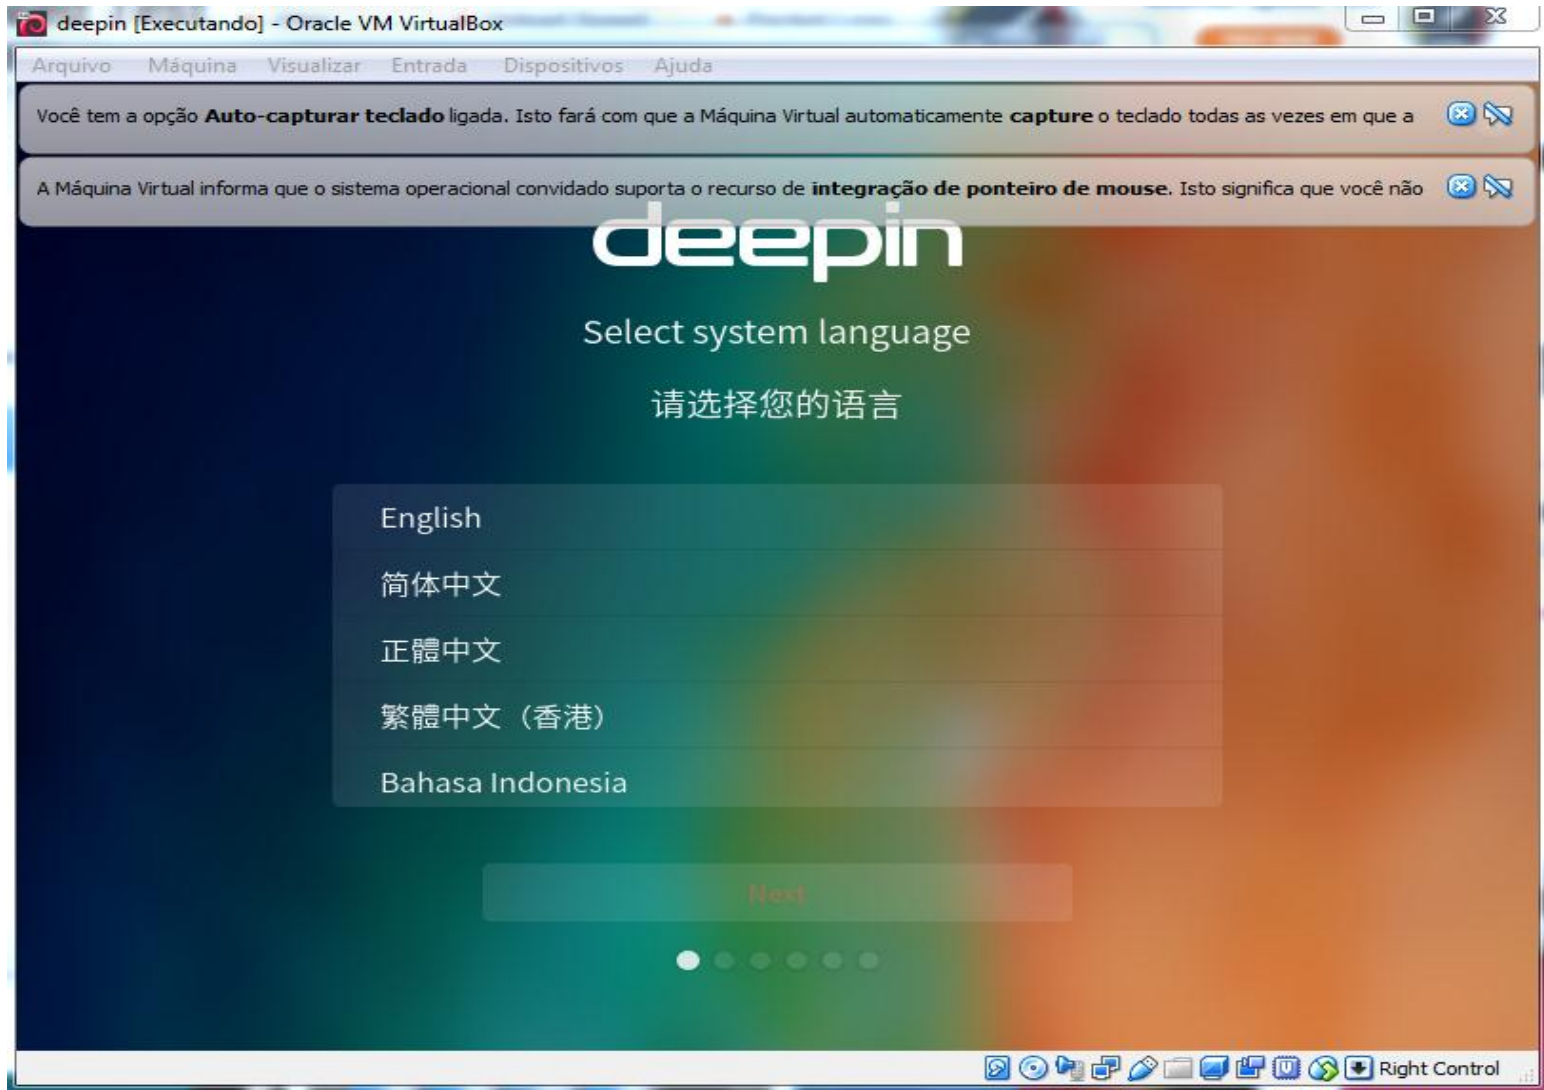 deepin [Executando] - Oracle VM VirtualBox
Arquivo Máquina Visualizar Entrada Dispositivos Ajuda
Você tem a opção Auto-capturar teclado ligada. Isto fará com que a Máquina Virtual automaticamente capture o teclado todas as vezes em que a
A Máquina Virtual informa que o sistema operacional convidado suporta o recurso de integração de ponteiro de mouse. Isto significa que você não
deepin
Select system language
请选择您的语言
English
简体中文
正體中文
繁體中文（香港）
Bahasa Indonesia
Next
Right Control